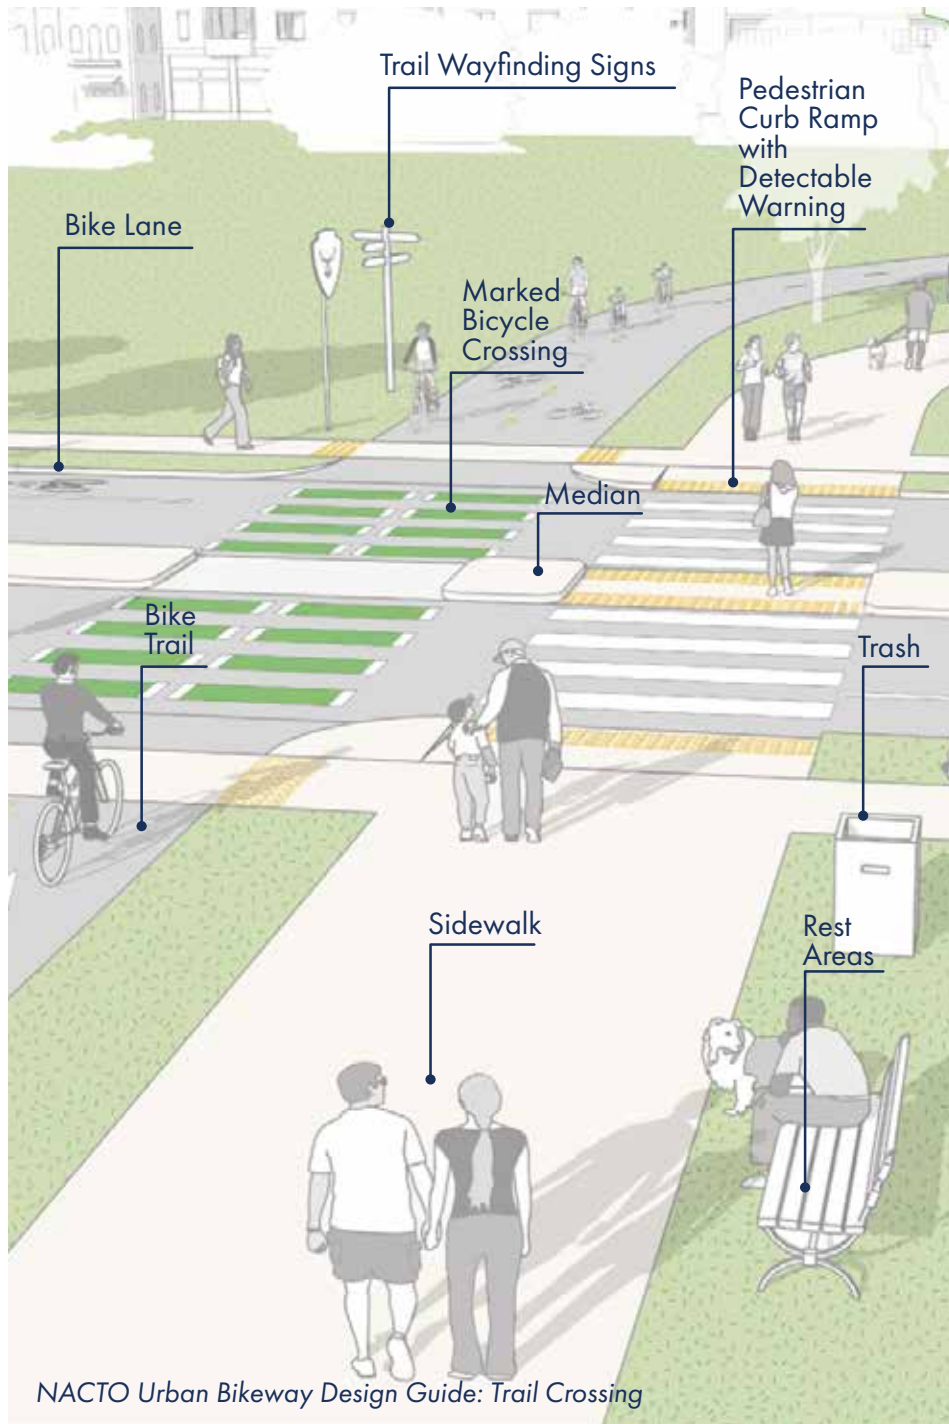 Trail Wayfinding Signs
Pedestrian
Curb Ramp
with
Detectable
Warning
Bike Lane
Marked
Bicycle
Crossing
Median
Bike
Trail
Trash
Sidewalk
Rest
Areas
NACTO Urban Bikeway Design Guide: Trail Crossing